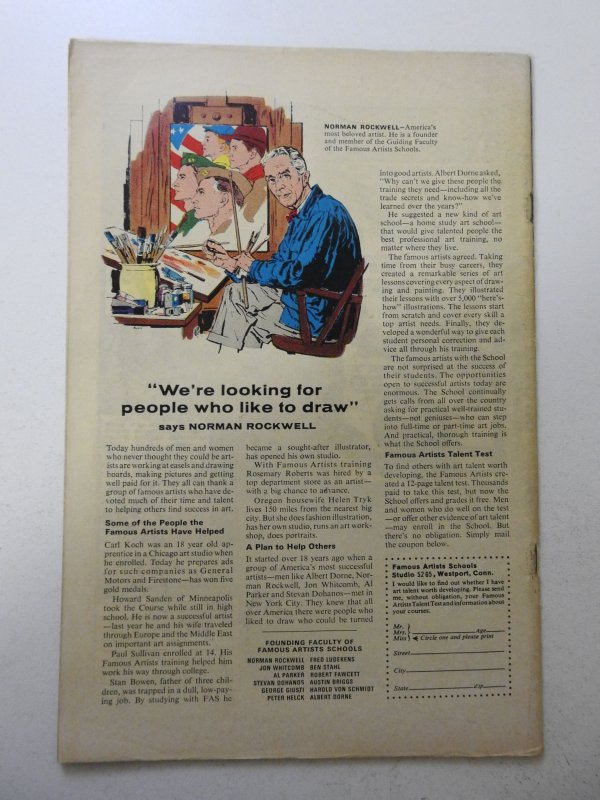 NORMAN ROCKWELL—America's
most beloved artist. He is a founder
and member of the Guiding Faculty
of the Famous Artists Schools.
"We're looking for
people who like to draw"
says NORMAN ROCKWELL
Today hundreds of men and women
who never thought they could be art-
ists are working at easels and drawing
boards, making pictures and getting
well paid for it. They all can thank a
group of famous artists who have de-
voted much of their time and talent
to helping others find success in art.
Some of the People the
Famous Artists Have Helped
Carl Koch was an 18 year old ap-
prentice in a Chicago art studio when
he enrolled. Today he prepares ads
for such companies as General
Motors and Firestone—has won five
gold medals.
Howard Sanden of Minneapolis
took the Course while still in high
school. He is now a successful artist
—last year he and his wife traveled
through Europe and the Middle East
on important art assignments.
Paul Sullivan enrolled at 14. His
Famous Artists training helped him
work his way through college.
Stan Bowen, father of three chil-
dren, was trapped in a dull, low-pay-
ing job. By studying with FAS he
became a sought-after illustrator,
has opened his own studio.
With Famous Artists training
Rosemary Roberts was hired by a
top department store as an artist—
with a big chance to advance.
Oregon housewife Helen Tryk
lives 150 miles from the nearest big
city. But she does fashion illustration,
has her own studio, runs an art work-
shop, does portraits.
A Plan to Help Others
It started over 18 years ago when a
group of America's most successful
artists—men like Albert Dorne, Nor-
man Rockwell, Jon Whitcomb, Al
Parker and Stevan Dohanos—met in
New York City. They knew that all
over America there were people who
liked to draw who could be turned
FOUNDING FACULTY OF
FAMOUS ARTISTS SCHOOLS
NORMAN ROCKWELL FRED LUDEKENS
JON WHITCOMB BEN STAHL
AL PARKER ROBERT FAWCETT
STEVAN DOHANOS AUSTIN BRIGGS
GEORGE GIUSTI HAROLD VON SCHMIDT
PETER HELCK ALBERT DORNE
into good artists. Albert Dorne asked,
"Why can't we give these people the
training they need—including all the
trade secrets and know-how we've
learned over the years?"
He suggested a new kind of art
school—a home study art school—
that would give talented people the
best professional art training, no
matter where they live.
The famous artists agreed. Taking
time from their busy careers, they
created a remarkable series of art
lessons covering every aspect of draw-
ing and painting. They illustrated
their lessons with over 5,000 "here's-
how" illustrations. The lessons start
from scratch and cover every skill a
top artist needs. Finally, they de-
veloped a wonderful way to give each
student personal correction and ad-
vice all through his training.
The famous artists with the School
are not surprised at the success of
their students. The opportunities
open to successful artists today are
enormous. The School continually
gets calls from all over the country
asking for practical well-trained stu-
dents—not geniuses—who can step
into full-time or part-time art jobs.
And practical, thorough training is
what the School offers.
Famous Artists Talent Test
To find others with art talent worth
developing, the Famous Artists cre-
ated a 12-page talent test. Thousands
paid to take this test, but now the
School offers and grades it free. Men
and women who do well on the test
—or offer other evidence of art talent
—may enroll in the School. But
there's no obligation. Simply mail
the coupon below.
Famous Artists Schools
Studio 5265, Westport, Conn.
I would like to find out whether I have
art talent worth developing. Please send
me, without obligation, your Famous
Artists Talent Test and information about
your courses.
Mr.
Mrs. Age
Miss Circle one and please print
Street
City
State Zip